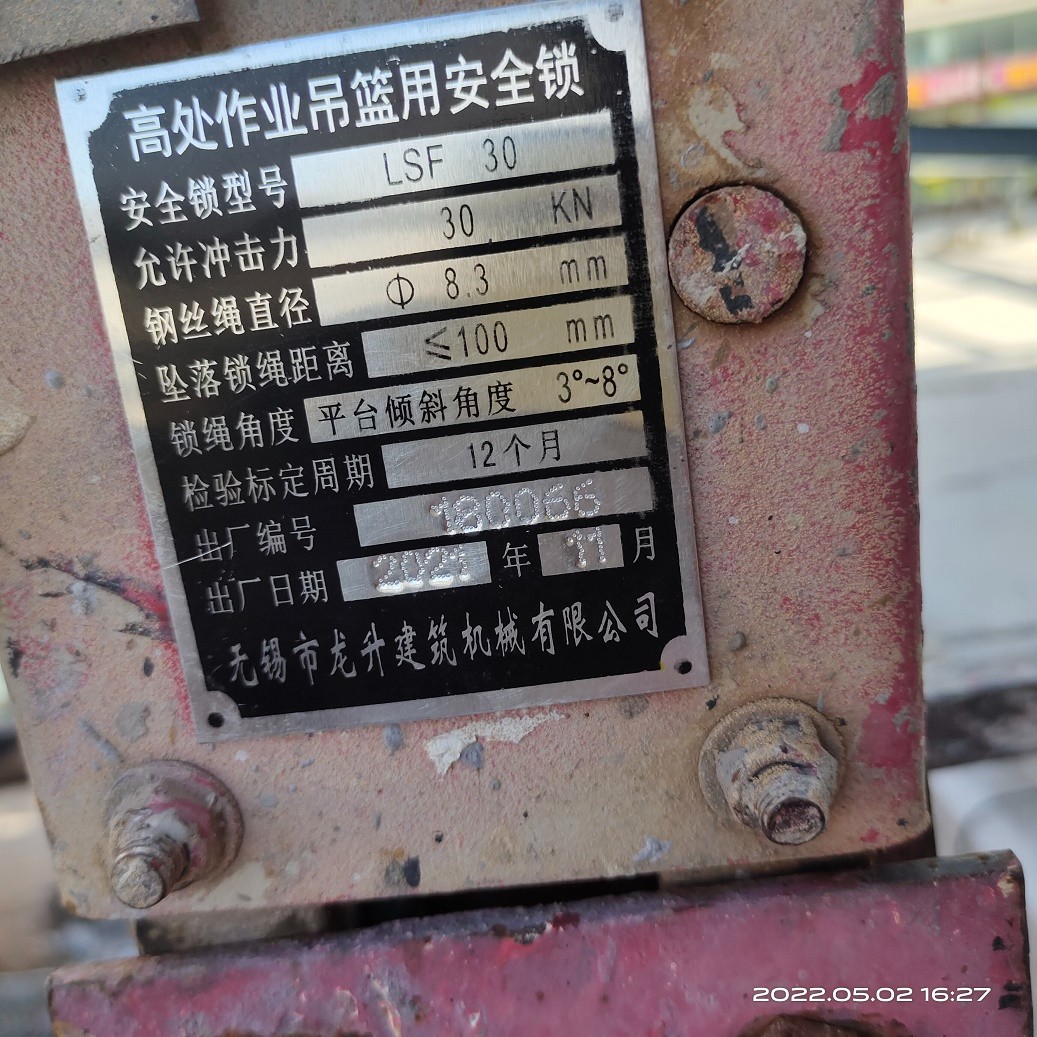 高处作业吊篮用安全锁
安全锁型号 LSF 30
允许冲击力 30 KN
钢丝绳直径 Φ 8.3 mm
坠落锁绳距离 ≤100 mm
锁绳角度 平台倾斜角度 3°~8°
检验标定周期 12个月
出厂编号 180066
出厂日期 2021 年 11 月
无锡市龙升建筑机械有限公司
2022.05.02 16:27